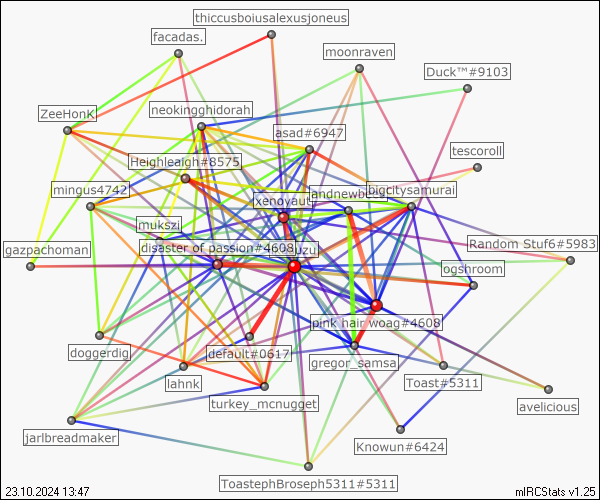 thiccusboiusalexusjoneus
facadas.
moonraven
Duck™#9103
ZeeHonK
neokingghidorah
asad#6947
tescoroll
Heighleaigh#8575
mingus4742
xenoyaut
bigcitysamurai
mukszi
disaster of passion#4608
Random Stuf6#5983
gazpachoman
ogshroom
pink hair woag#4608
doggerdig
default#0617
gregor_samsa
lahnk
Toast#5311
turkey_mcnugget
avelicious
jarlbreadmaker
Knowun#6424
ToastephBroseph5311#5311
23.10.2024 13:47
mIRCStats v1.25